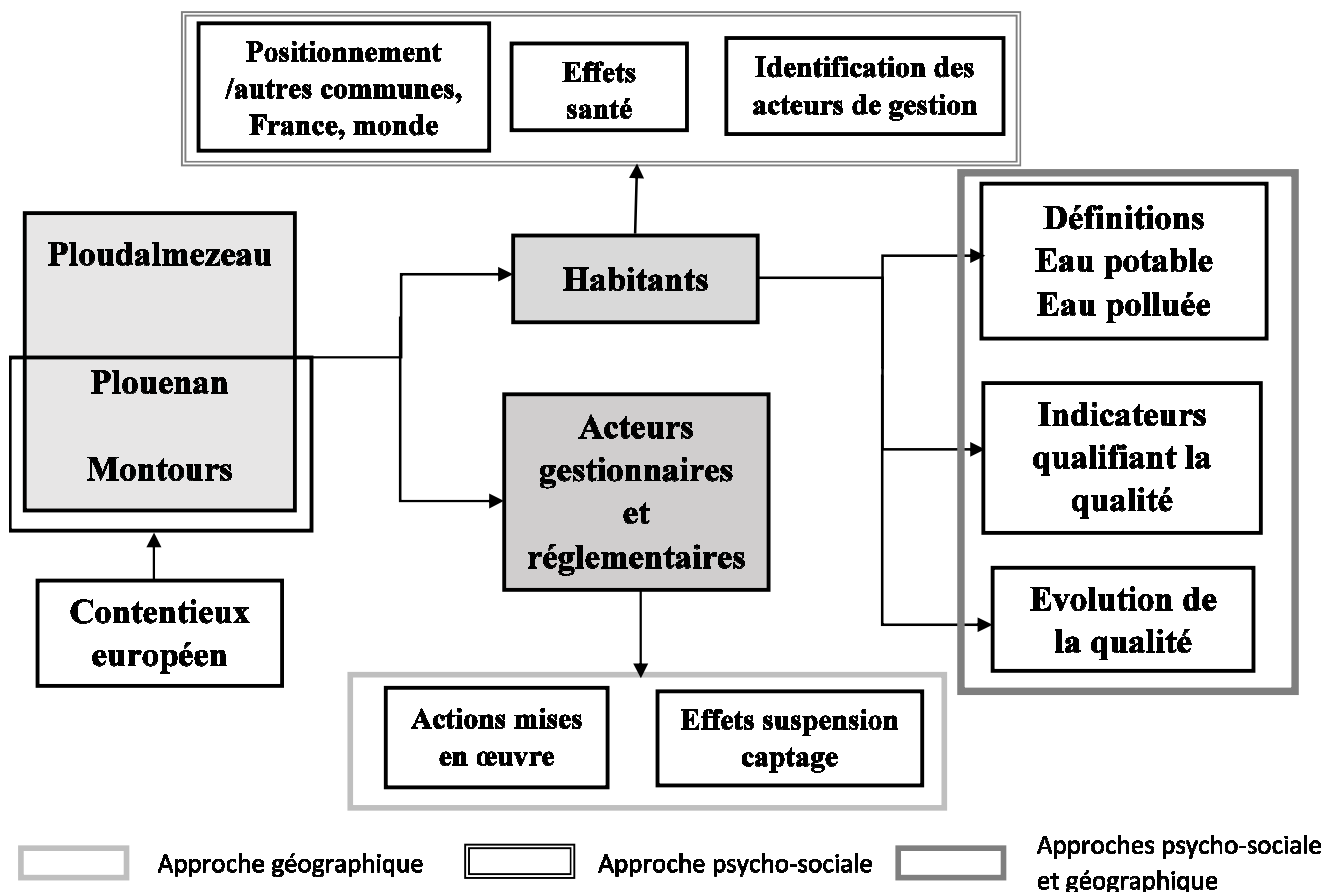 Positionnement
/autres communes,
France, monde
Effets
santé
Identification des
acteurs de gestion
Ploudalmezeau
Plouenan
Montours
Contentieux
européen
Habitants
Acteurs
gestionnaires
et
réglementaires
Définitions
Eau potable
Eau polluée
Indicateurs
qualifiant la
qualité
Evolution de
la qualité
Actions mises
en œuvre
Effets suspension
captage
Approche géographique
Approche psycho-sociale
Approches psycho-sociale
et géographique